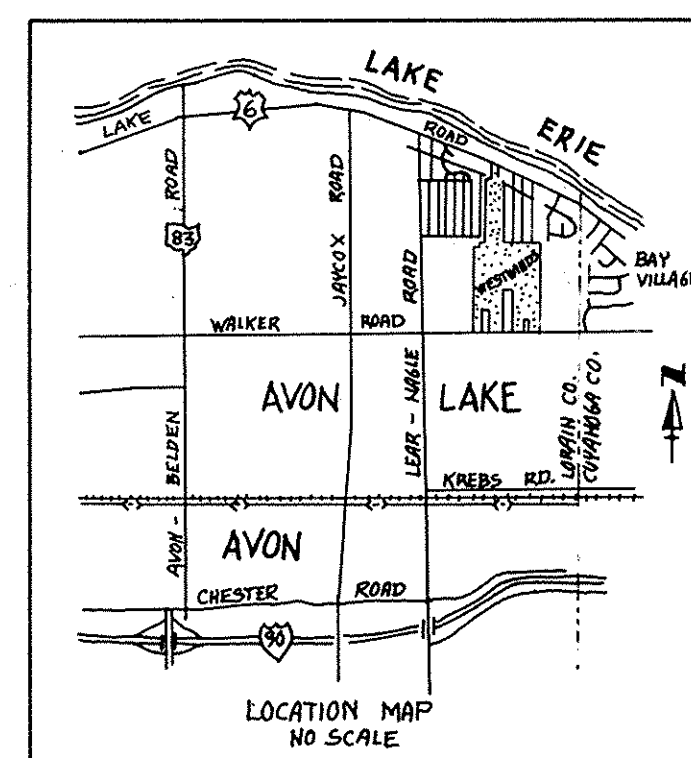 LAKE
ERIE
6
LAKE
ROAD
ROAD
83
JAYCOX ROAD
LEAR - NAGLE ROAD
WESTWINDS
BAY
VILLAGE
WALKER ROAD
AVON LAKE
AVON - BELDEN
LORAIN CO.
CUYAHOGA CO.
KREBS RD.
N
AVON
CHESTER ROAD
90
LOCATION MAP
NO SCALE